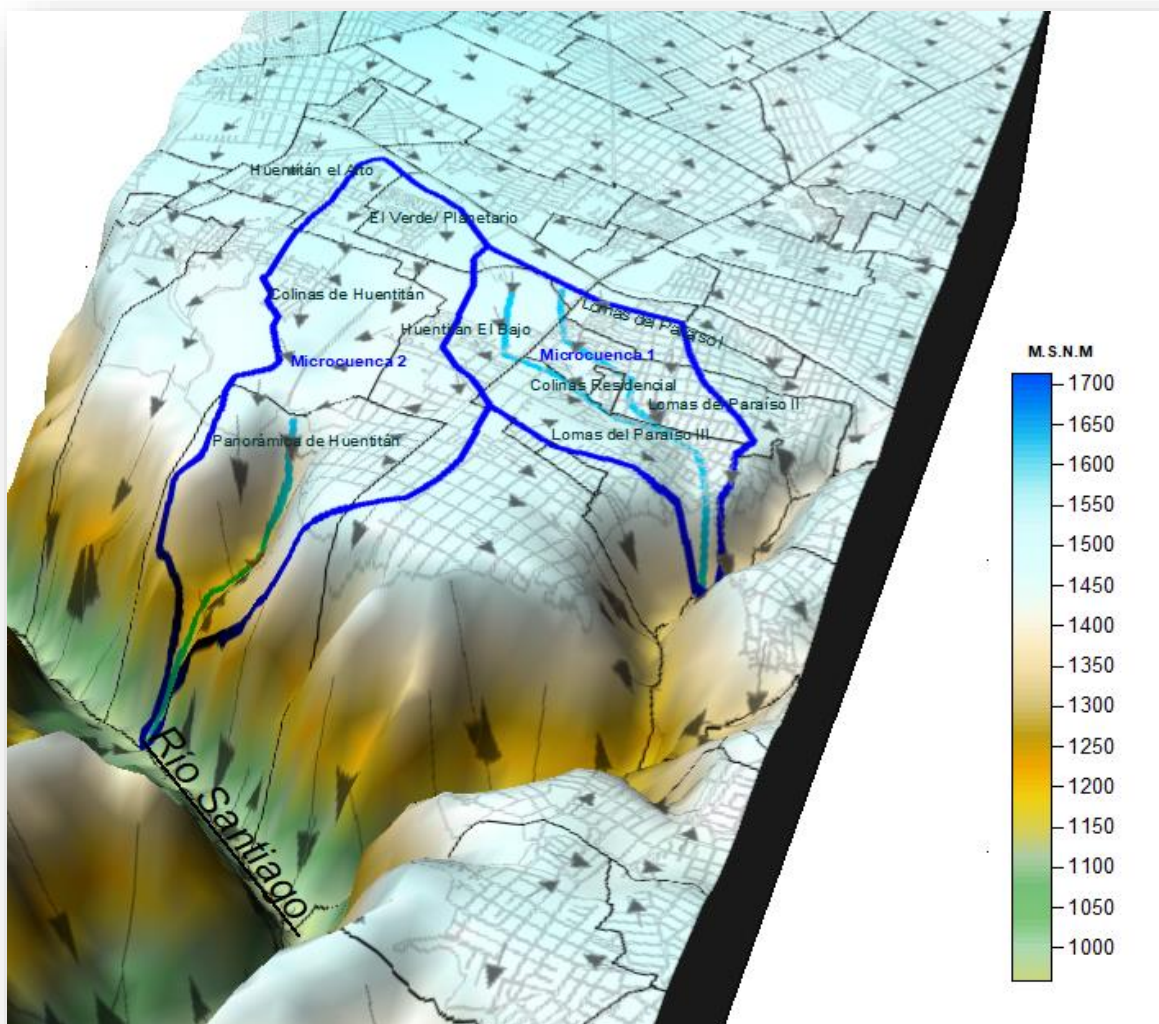 Huentitán el Alto
El Verde/ Planetario
Colinas de Huentitán
Lomas del Paraíso I
Huentitán El Bajo
Microcuenca 2
Microcuenca 1
Colinas Residencial
Lomas del Paraíso II
Panorámica de Huentitán
Lomas del Paraíso III
Río Santiago
M.S.N.M
1700
1650
1600
1550
1500
1450
1400
1350
1300
1250
1200
1150
1100
1050
1000